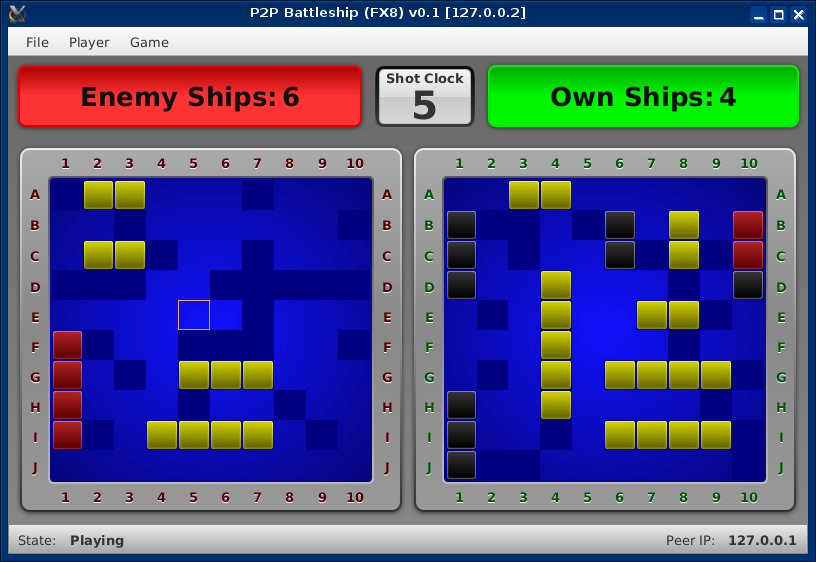 P2P Battleship (FX8) v0.1 [127.0.0.2]
File Player Game
Enemy Ships: 6
Shot Clock
5
Own Ships: 4
1 2 3 4 5 6 7 8 9 10
1 2 3 4 5 6 7 8 9 10
A A A A
B B B B
C C C C
D D D D
E E E E
F F F F
G G G G
H H H H
I I I I
J J J J
1 2 3 4 5 6 7 8 9 10
1 2 3 4 5 6 7 8 9 10
State: Playing
Peer IP: 127.0.0.1